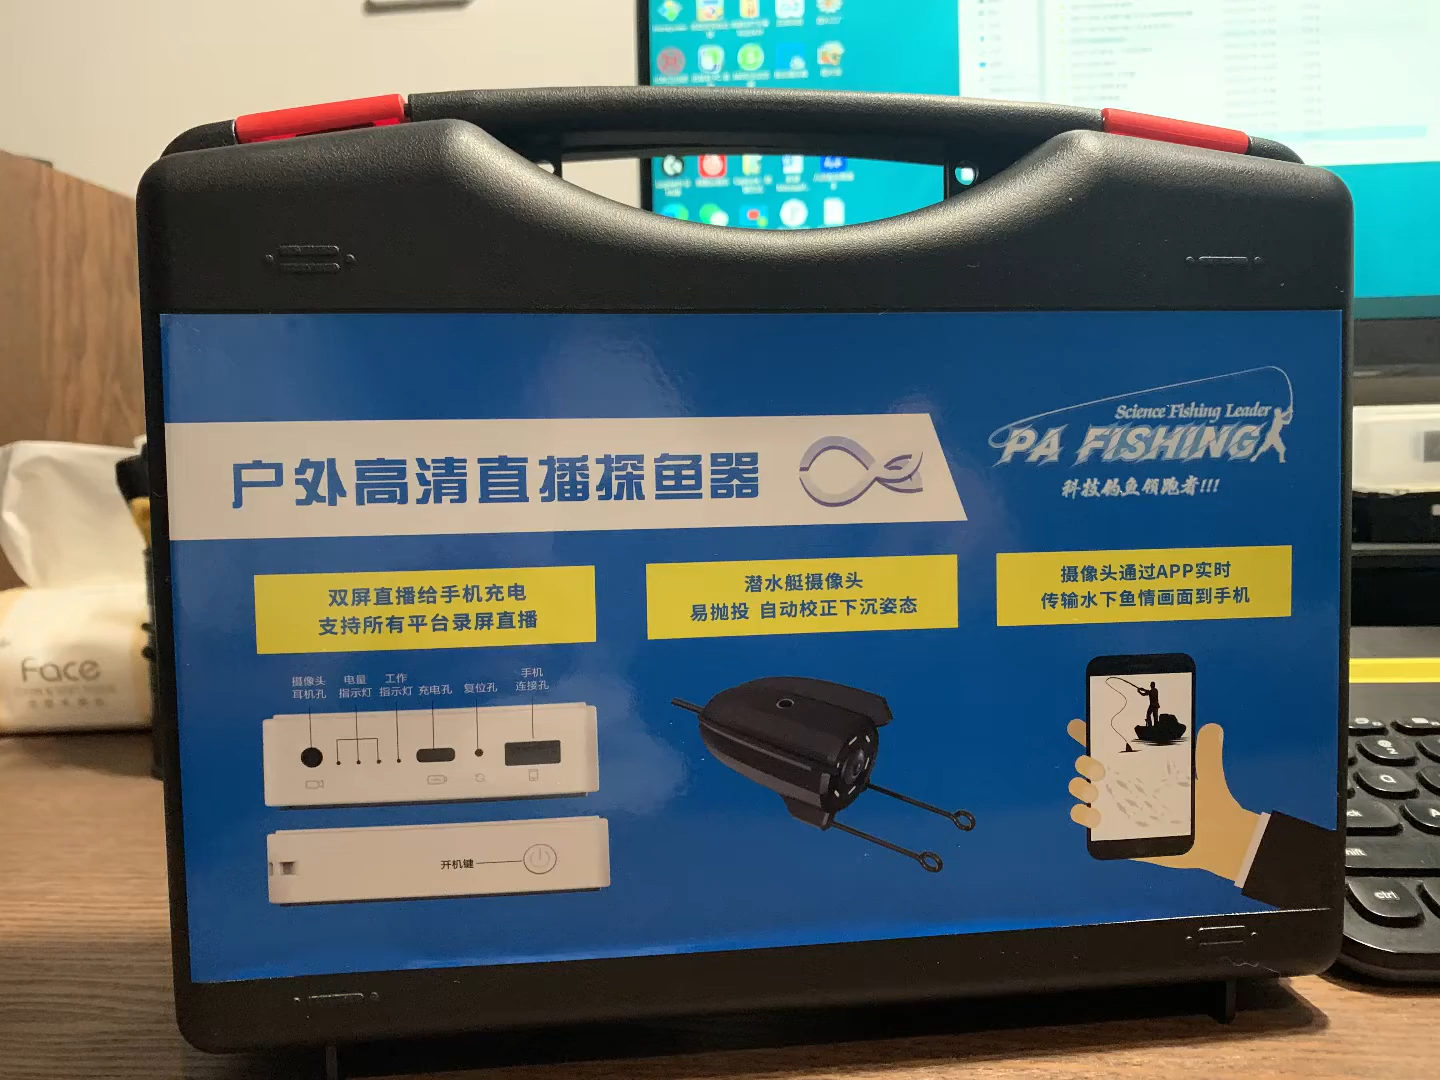 户外高清直播探鱼器
Science Fishing Leader
PA FISHING
科技钓鱼领跑者!!!
双屏直播给手机充电
支持所有平台录屏直播
潜水艇摄像头
易抛投 自动校正下沉姿态
摄像头通过APP实时
传输水下鱼情画面到手机
摄像头
耳机孔
电量
指示灯
工作
指示灯
充电孔
复位孔
手机
连接孔
开机键
Face
ctrl